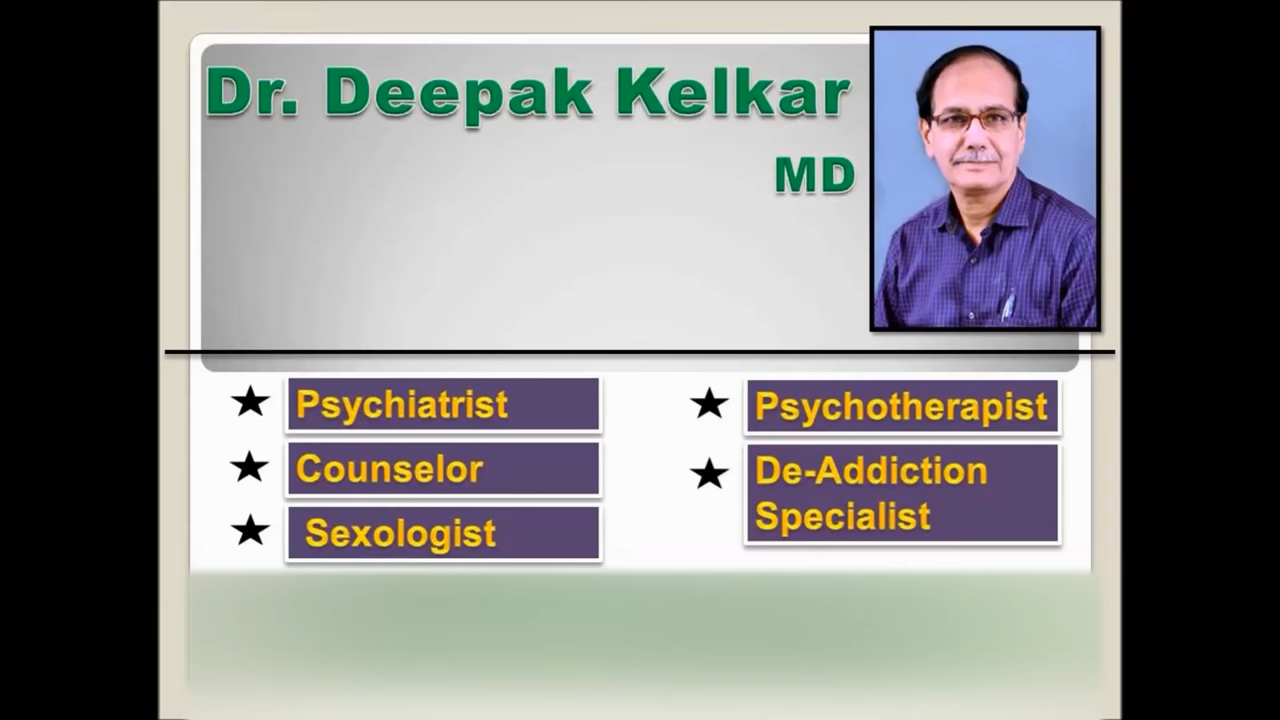 Dr. Deepak Kelkar
MD
Psychiatrist
Counselor
Sexologist
Psychotherapist
De-Addiction
Specialist